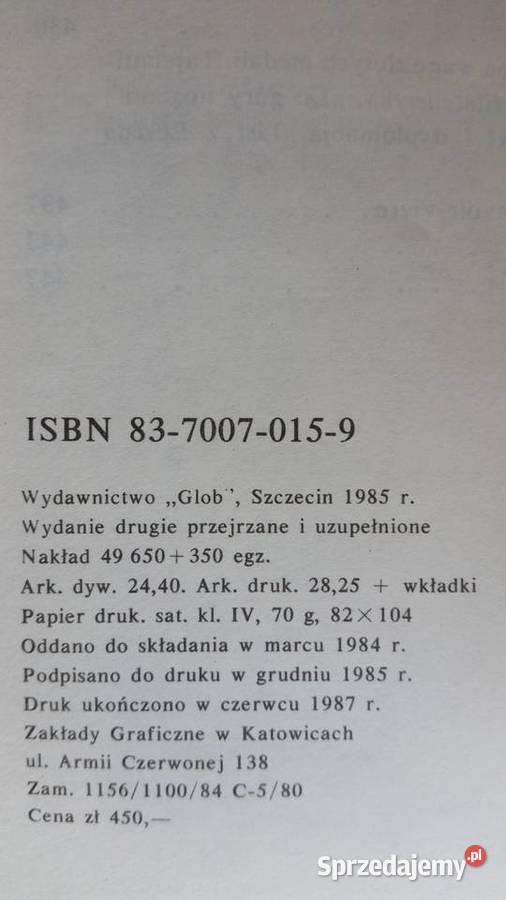 ISBN 83-7007-015-9
Wydawnictwo „Glob”, Szczecin 1985 r.
Wydanie drugie przejrzane i uzupełnione
Nakład 49 650 + 350 egz.
Ark. dyw. 24,40. Ark. druk. 28,25 + wkładki
Papier druk. sat. kl. IV, 70 g, 82 × 104
Oddano do składania w marcu 1984 r.
Podpisano do druku w grudniu 1985 r.
Druk ukończono w czerwcu 1987 r.
Zakłady Graficzne w Katowicach
ul. Armii Czerwonej 138
Zam. 1156/1100/84 C-5/80
Cena zł 450,—
Sprzedajemy.pl